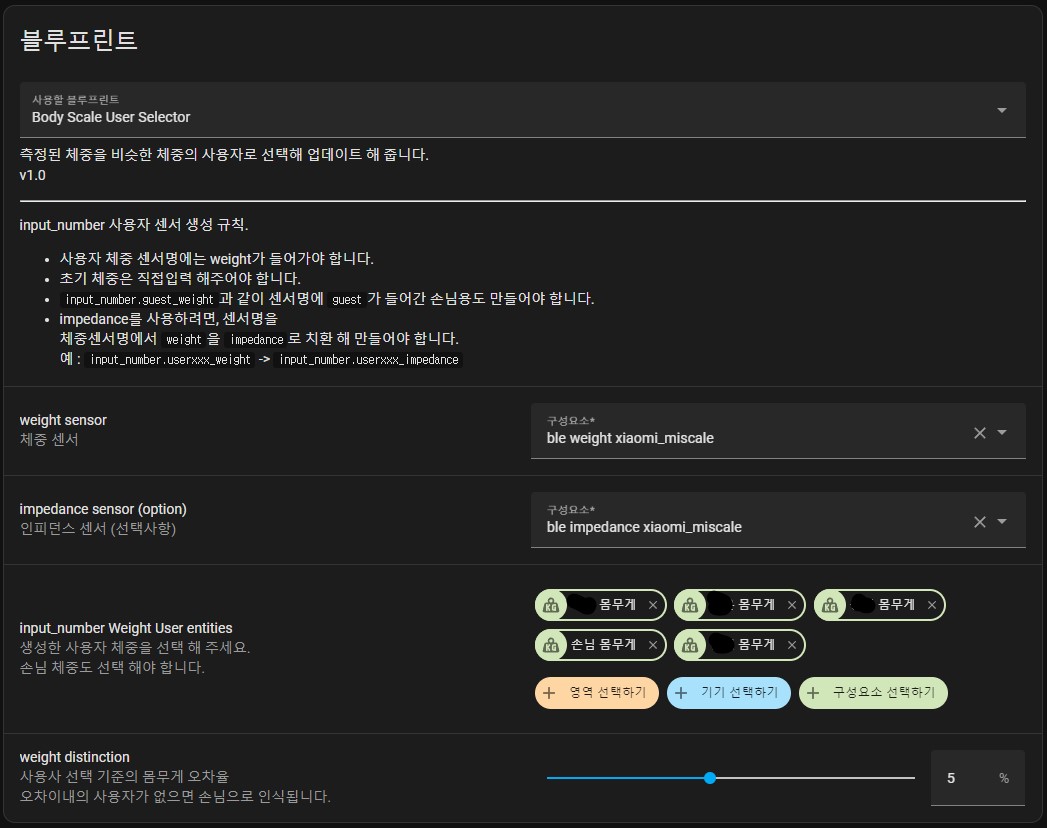 블루프린트
사용할 블루프린트
Body Scale User Selector
측정된 체중을 비슷한 체중의 사용자로 선택해 업데이트 해 줍니다.
v1.0
input_number 사용자 센서 생성 규칙.
• 사용자 체중 센서명에는 weight가 들어가야 합니다.
• 초기 체중은 직접입력 해주어야 합니다.
• input_number.guest_weight 과 같이 센서명에 guest 가 들어간 손님용도 만들어야 합니다.
• impedance를 사용하려면, 센서명을
체중센서명에서 weight 을 impedance 로 치환 해 만들어야 합니다.
예 : input_number.userxxx_weight -> input_number.userxxx_impedance
weight sensor
체중 센서
구성요소*
ble weight xiaomi_miscale
impedance sensor (option)
인피던스 센서 (선택사항)
구성요소*
ble impedance xiaomi_miscale
input_number Weight User entities
생성한 사용자 체중을 선택 해 주세요.
손님 체중도 선택 해야 합니다.
KG 몸무게 KG 몸무게 KG 몸무게
KG 손님 몸무게 KG 몸무게
영역 선택하기 기기 선택하기 구성요소 선택하기
weight distinction
사용사 선택 기준의 몸무게 오차율
오차이내의 사용자가 없으면 손님으로 인식됩니다.
5 %